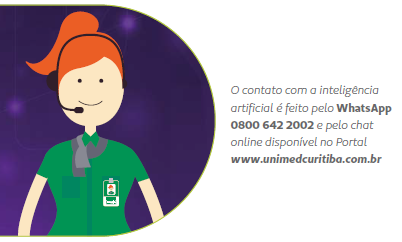 O contato com a inteligência
artificial é feito pelo WhatsApp
0800 642 2002 e pelo chat
online disponível no Portal
www.unimedcuritiba.com.br